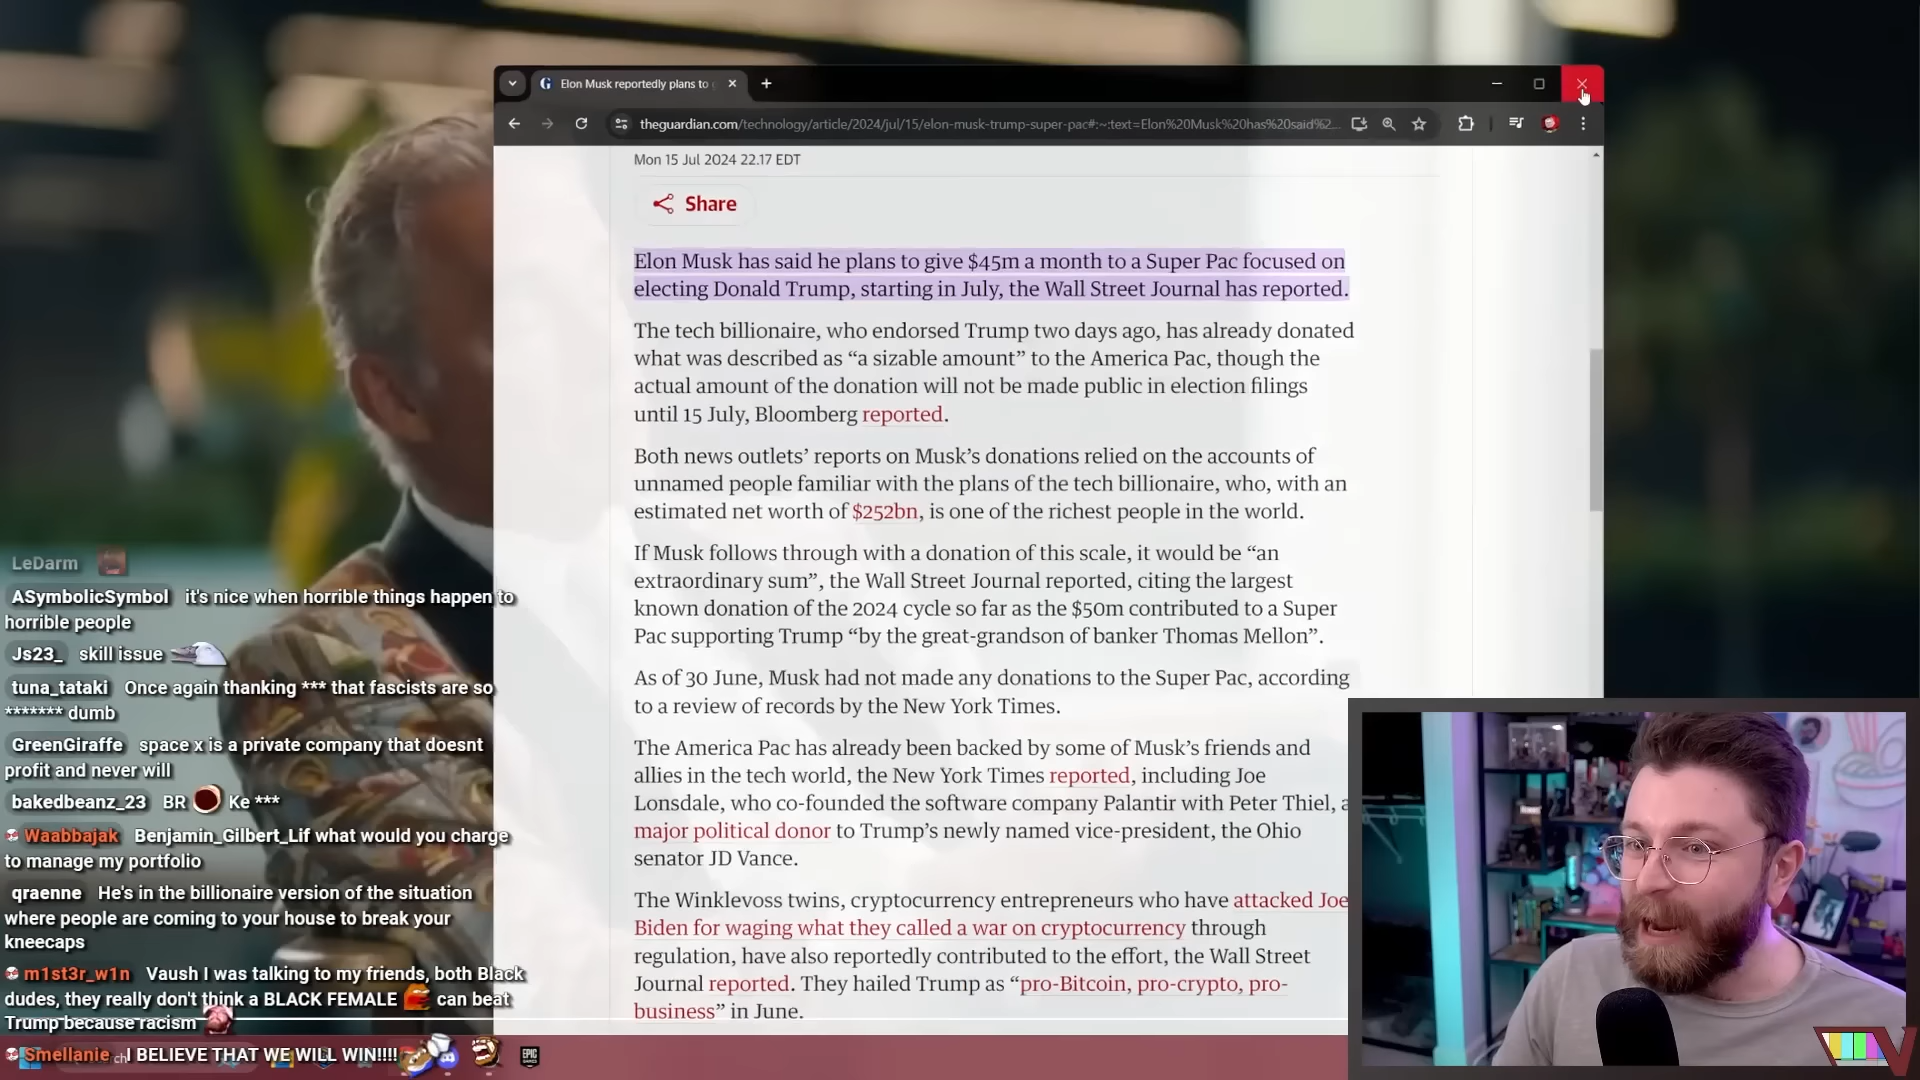 Elon Musk reportedly plans to
theguardian.com/technology/article/2024/jul/15/elon-musk-trump-super-pac#:~:text=Elon%20Musk%20has%20said%2...
Mon 15 Jul 2024 22.17 EDT
Share
Elon Musk has said he plans to give $45m a month to a Super Pac focused on
electing Donald Trump, starting in July, the Wall Street Journal has reported.
The tech billionaire, who endorsed Trump two days ago, has already donated
what was described as “a sizable amount” to the America Pac, though the
actual amount of the donation will not be made public in election filings
until 15 July, Bloomberg reported.
Both news outlets’ reports on Musk’s donations relied on the accounts of
unnamed people familiar with the plans of the tech billionaire, who, with an
estimated net worth of $252bn, is one of the richest people in the world.
If Musk follows through with a donation of this scale, it would be “an
extraordinary sum”, the Wall Street Journal reported, citing the largest
known donation of the 2024 cycle so far as the $50m contributed to a Super
Pac supporting Trump “by the great-grandson of banker Thomas Mellon”.
As of 30 June, Musk had not made any donations to the Super Pac, according
to a review of records by the New York Times.
The America Pac has already been backed by some of Musk’s friends and
allies in the tech world, the New York Times reported, including Joe
Lonsdale, who co-founded the software company Palantir with Peter Thiel, a
major political donor to Trump’s newly named vice-president, the Ohio
senator JD Vance.
The Winklevoss twins, cryptocurrency entrepreneurs who have attacked Joe
Biden for waging what they called a war on cryptocurrency through
regulation, have also reportedly contributed to the effort, the Wall Street
Journal reported. They hailed Trump as “pro-Bitcoin, pro-crypto, pro-
business” in June.
LeDarm
ASymbolicSymbol it's nice when horrible things happen to
horrible people
Js23_ skill issue
tuna_tataki Once again thanking *** that fascists are so
******* dumb
GreenGiraffe space x is a private company that doesnt
profit and never will
bakedbeanz_23 BR Ke ***
Waabbajak Benjamin_Gilbert_Lif what would you charge
to manage my portfolio
qraenne He's in the billionaire version of the situation
where people are coming to your house to break your
kneecaps
m1st3r_w1n Vaush I was talking to my friends, both Black
dudes, they really don't think a BLACK FEMALE can beat
Trump because racism
Smellanie I BELIEVE THAT WE WILL WIN!!!!
EPIC
V